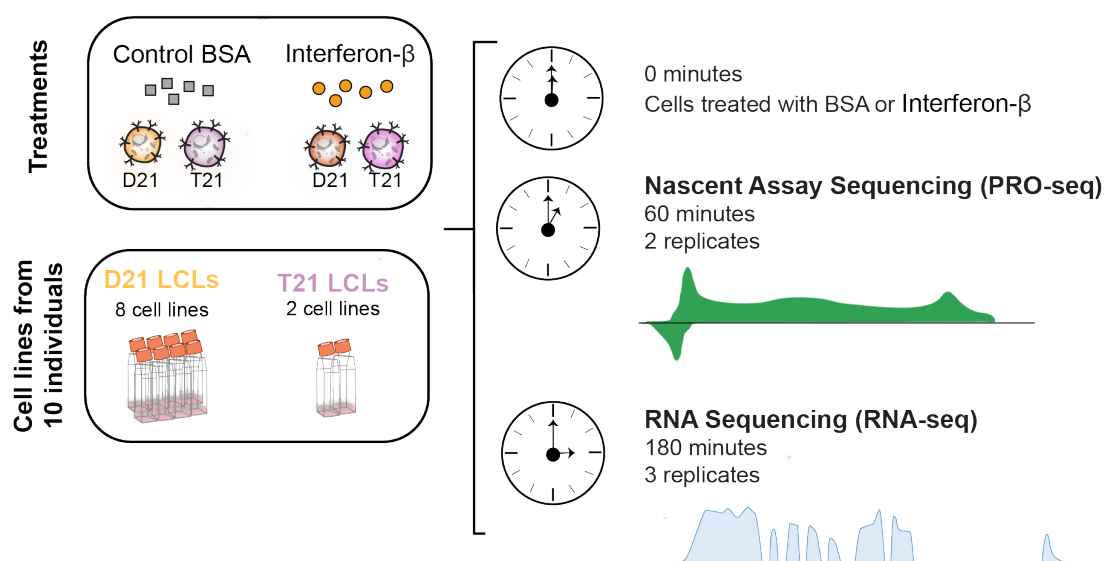 Treatments
Control BSA
Interferon-β
D21
T21
D21
T21
Cell lines from
10 individuals
D21 LCLs
8 cell lines
T21 LCLs
2 cell lines
0 minutes
Cells treated with BSA or Interferon-β
Nascent Assay Sequencing (PRO-seq)
60 minutes
2 replicates
RNA Sequencing (RNA-seq)
180 minutes
3 replicates